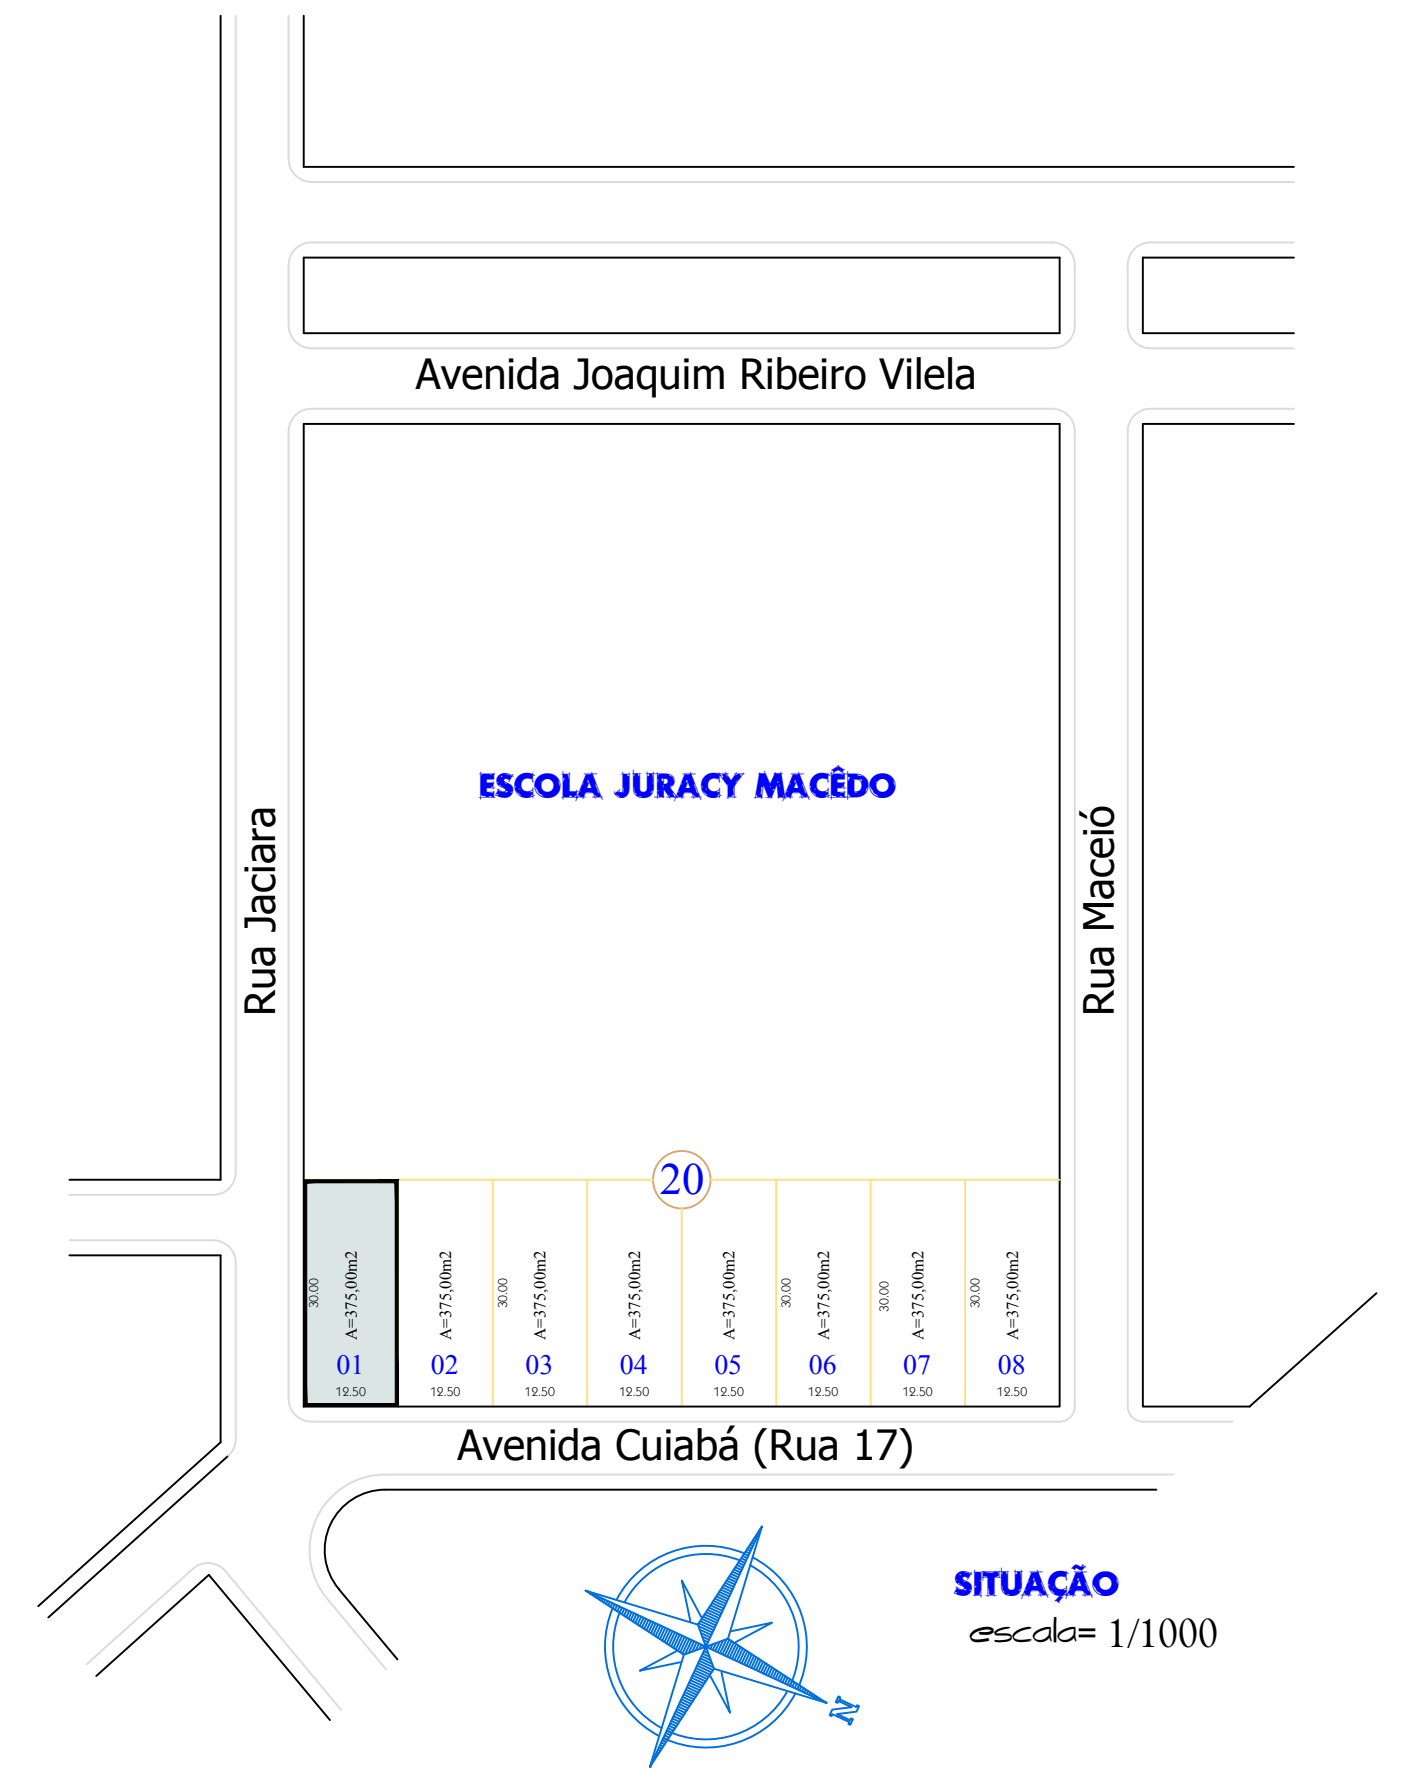 Avenida Joaquim Ribeiro Vilela
ESCOLA JURACY MACÊDO
Rua Jaciara
Rua Maceió
20
30.00
A=375,00m2
01
12.50
A=375,00m2
02
12.50
30.00
A=375,00m2
03
12.50
A=375,00m2
04
12.50
A=375,00m2
05
12.50
30.00
A=375,00m2
06
12.50
30.00
A=375,00m2
07
12.50
30.00
A=375,00m2
08
12.50
Avenida Cuiabá (Rua 17)
N
SITUAÇÃO
escala= 1/1000